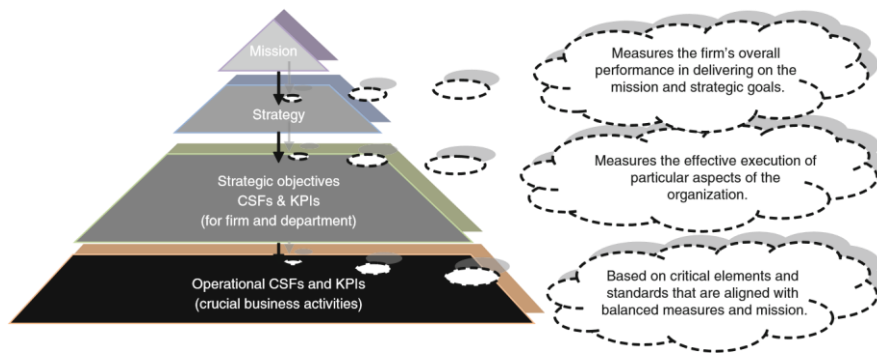 Mission
Measures the firm's overall
performance in delivering on the
mission and strategic goals.
Strategy
Measures the effective execution of
particular aspects of the
organization.
Strategic objectives
CSFs & KPIs
(for firm and department)
Operational CSFs and KPIs
(crucial business activities)
Based on critical elements and
standards that are aligned with
balanced measures and mission.